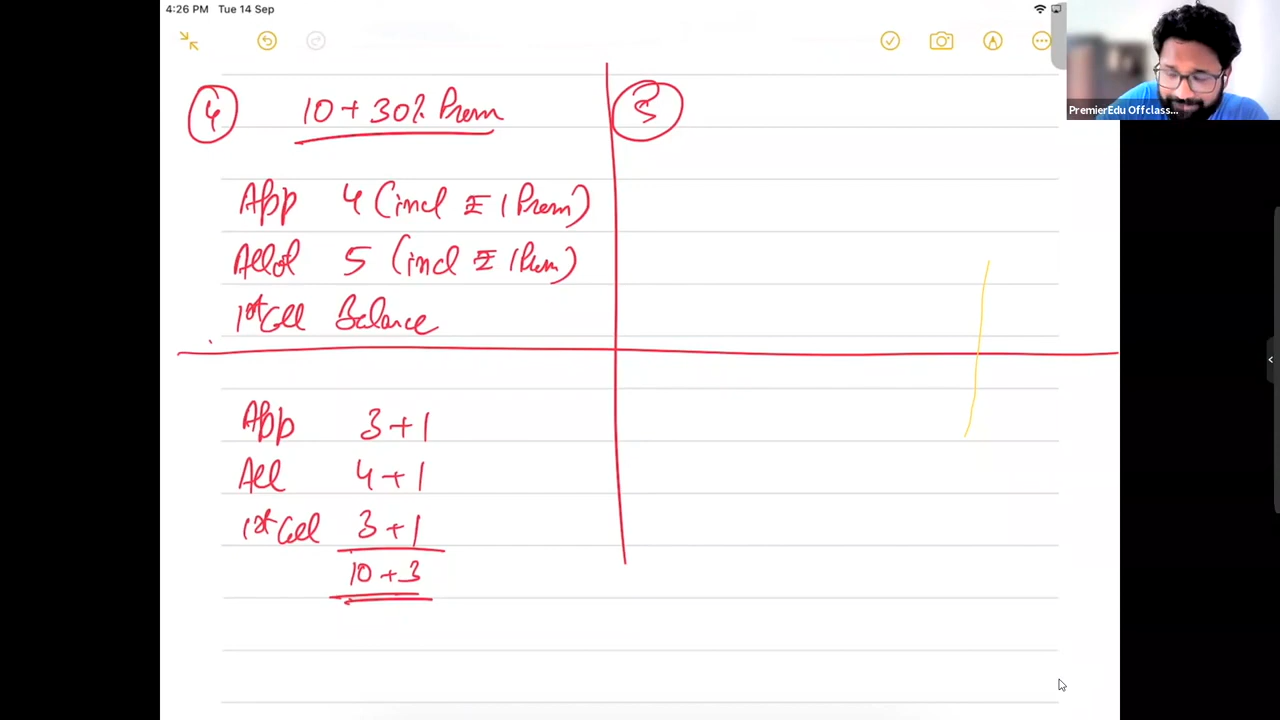 4:26 PM Tue 14 Sep
PremierEdu Offclass...
4 10 + 30% Prem
App 4 (incl ₹ 1 Prem)
Allot 5 (incl ₹ 1 Prem)
1st Call Balance
App 3 + 1
All 4 + 1
1st Call 3 + 1
10 + 3
5